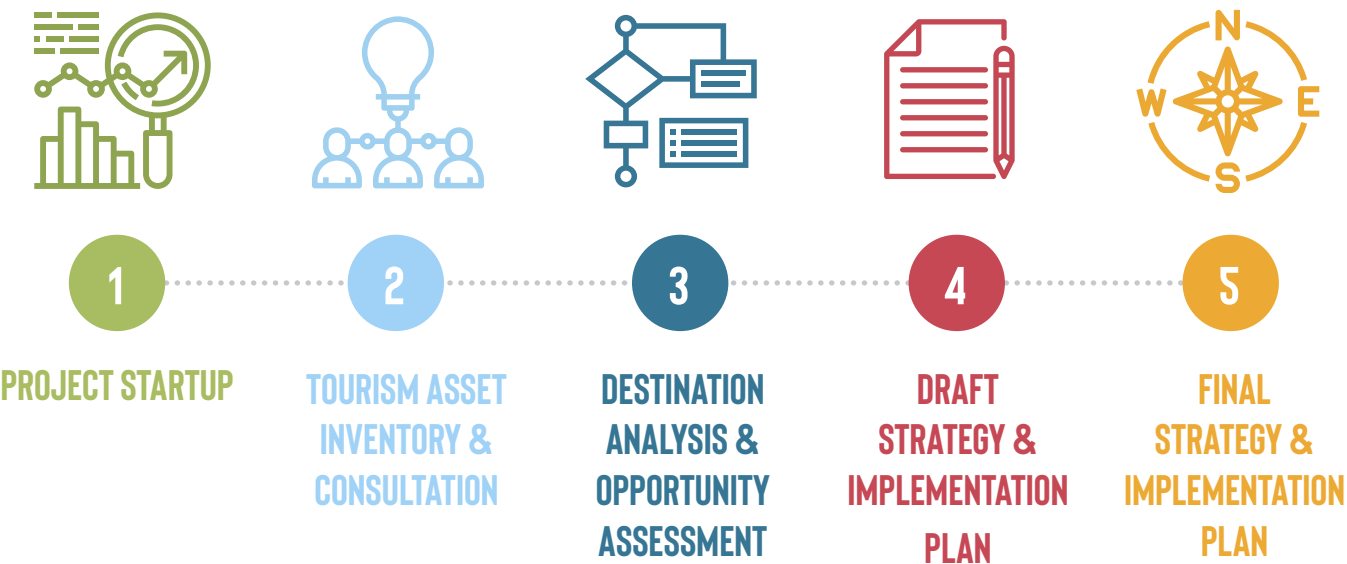 N
W
E
S
1
2
3
4
5
PROJECT STARTUP
TOURISM ASSET
INVENTORY &
CONSULTATION
DESTINATION
ANALYSIS &
OPPORTUNITY
ASSESSMENT
DRAFT
STRATEGY &
IMPLEMENTATION
PLAN
FINAL
STRATEGY &
IMPLEMENTATION
PLAN